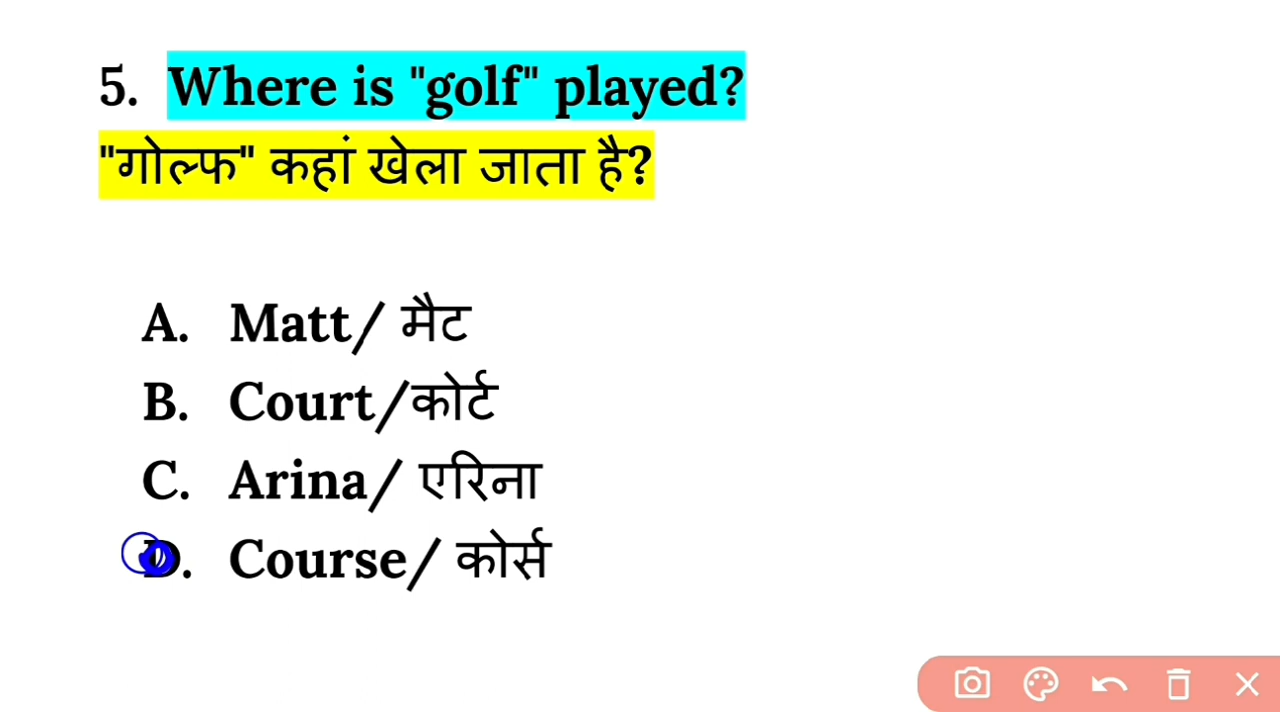 5. Where is "golf" played?
"गोल्फ" कहां खेला जाता है?
A. Matt/ मैट
B. Court/कोर्ट
C. Arina/ एरिना
D. Course/ कोर्स